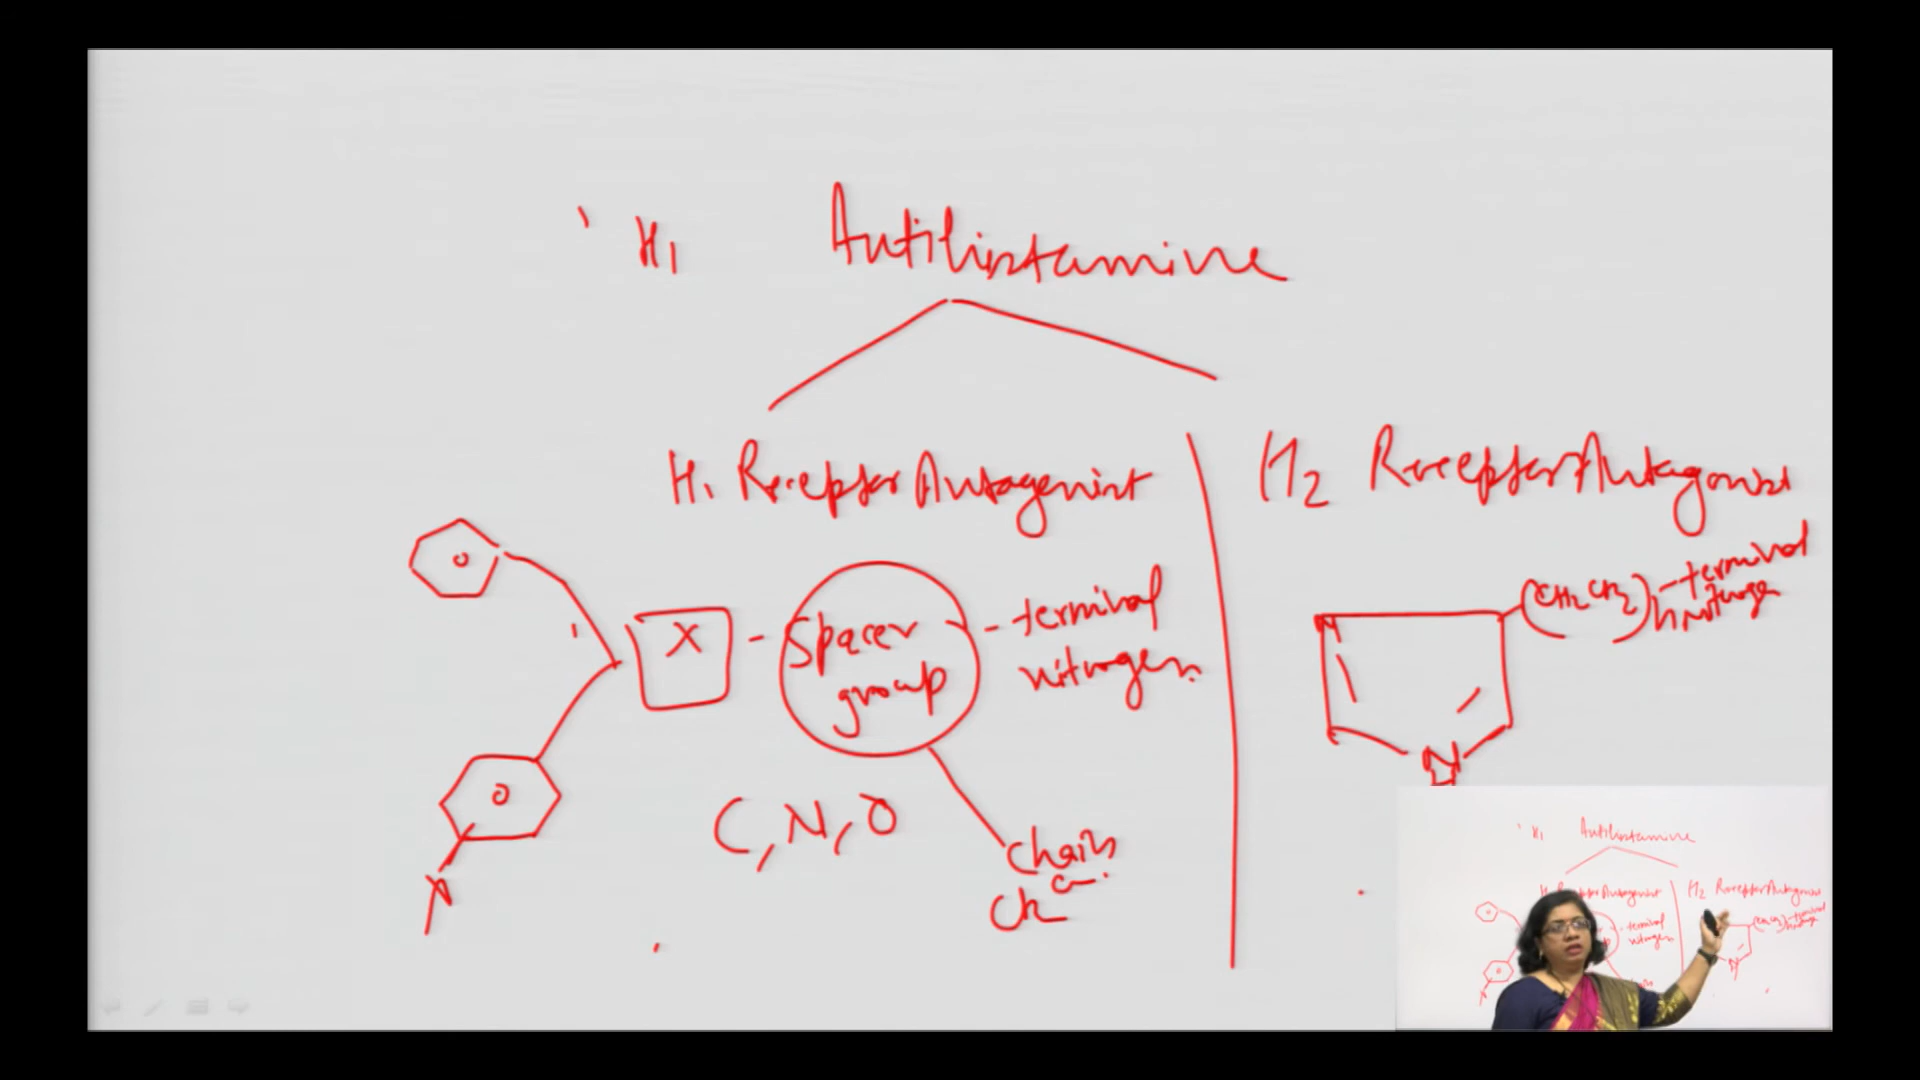 H1 Antihistamine
H1 Receptor Antagonist
H2 Receptor Antagonist
X - Spacer group - terminal nitrogen
(CH2CH2)n - terminal nitrogen
N
N
H
C, N, O
Chain
N